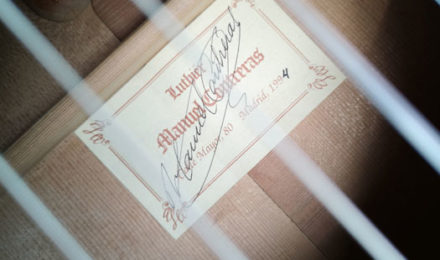 Luthier
Manuel Contreras
Mayor, 80 Madrid, 1994